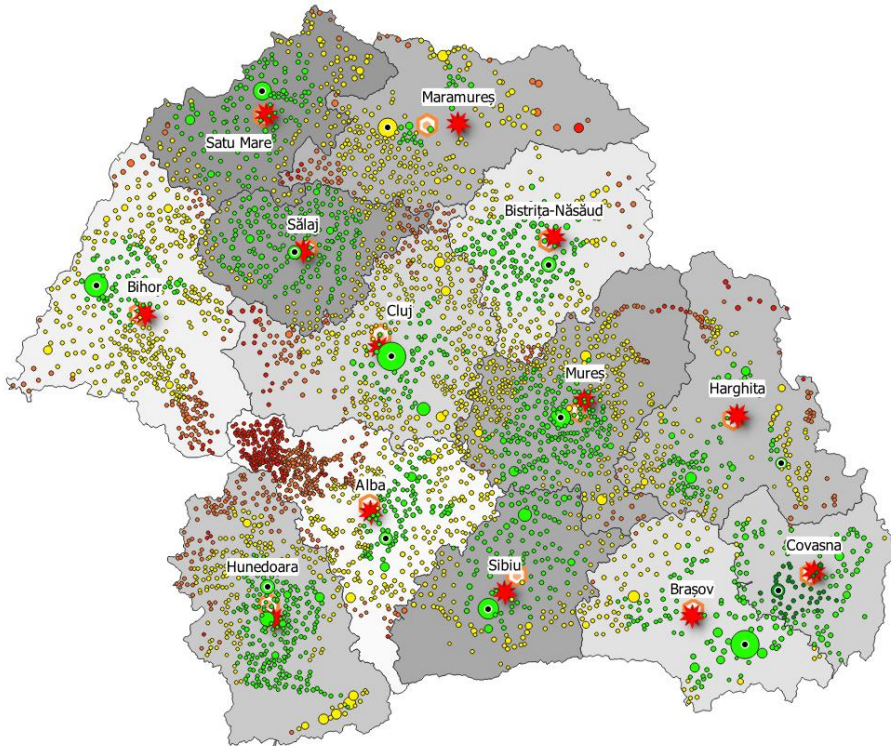 Maramureș
Satu Mare
Sălaj
Bistrița-Năsăud
Bihor
Cluj
Mureș
Harghita
Alba
Hunedoara
Sibiu
Covasna
Brașov